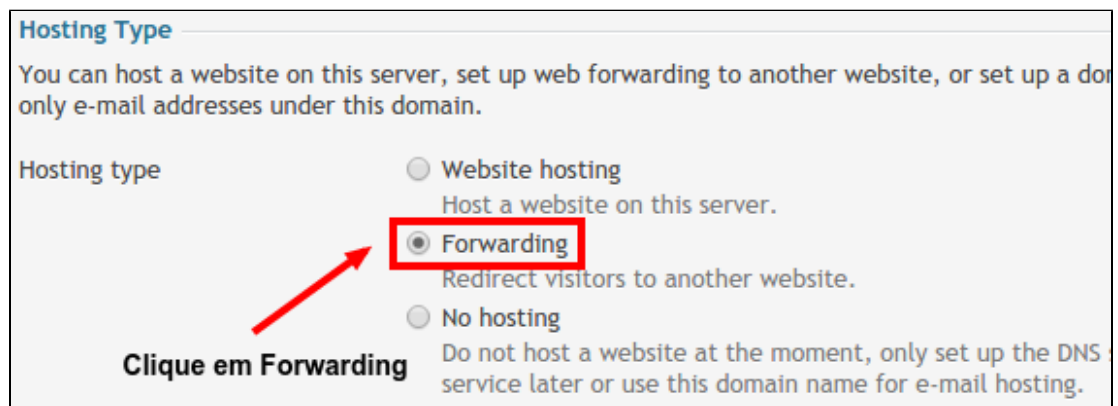 Hosting Type
You can host a website on this server, set up web forwarding to another website, or set up a
only e-mail addresses under this domain.
Hosting type
Website hosting
Host a website on this server.
Forwarding
Redirect visitors to another website.
No hosting
Do not host a website at the moment, only set up the DNS
Clique em Forwarding
service later or use this domain name for e-mail hosting.